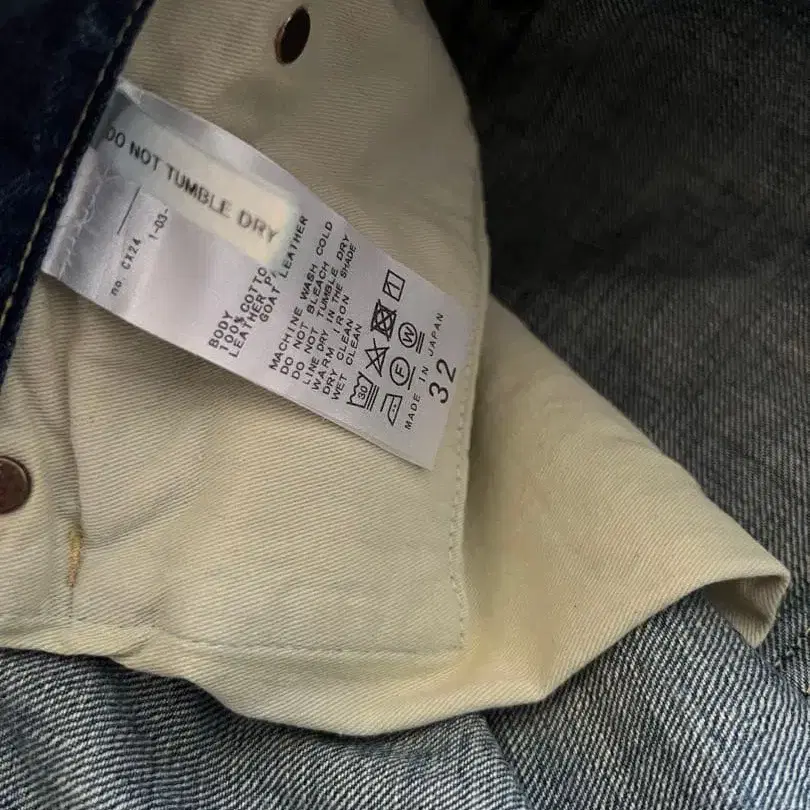 DO NOT TUMBLE DRY
no. CX24
1-03-
BODY
100% COTTO
LEATHER P
GOAT LEATHER
MACHINE WASH COLD
DO NOT BLEACH
DO NOT TUMBLE DRY
LINE DRY IN THE SHADE
WARM IRON
DRY CLEAN
WET CLEAN
30
F W
MADE IN JAPAN
32